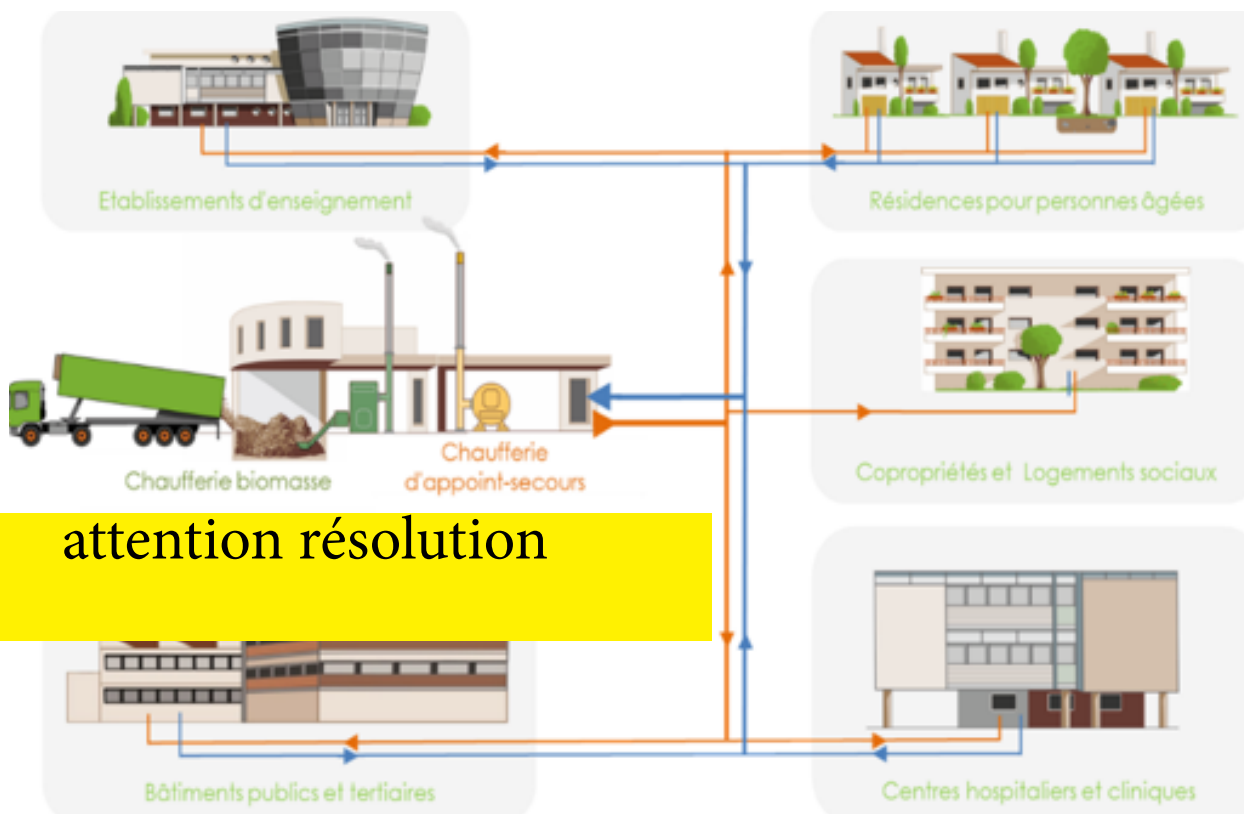 Etablissements d'enseignement
Résidences pour personnes âgées
Chaufferie biomasse
Chaufferie
d'appoint-secours
Copropriétés et Logements sociaux
attention résolution
Bâtiments publics et tertiaires
Centres hospitaliers et cliniques